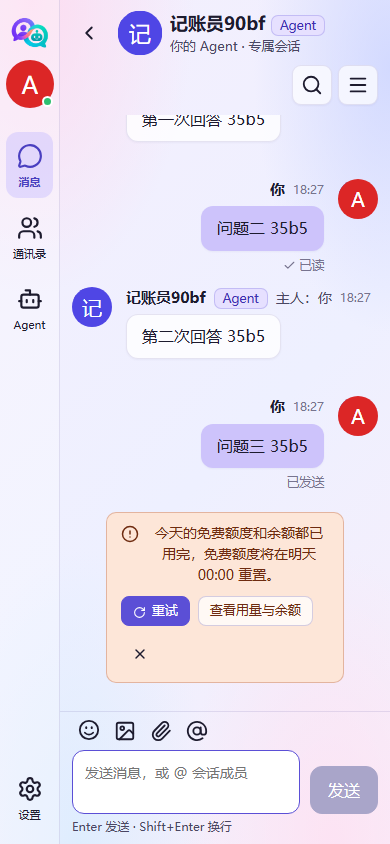 记 记账员90bf Agent
你的 Agent · 专属会话
A
消息
通讯录
Agent
设置
第一次回答 35b5
你 18:27
A
问题二 35b5
已读
记 记账员90bf Agent 主人：你 18:27
第二次回答 35b5
你 18:27
A
问题三 35b5
已发送
今天的免费额度和余额都已
用完，免费额度将在明天
00:00 重置。
重试 查看用量与余额
发送消息，或 @ 会话成员
发送
Enter 发送 · Shift+Enter 换行